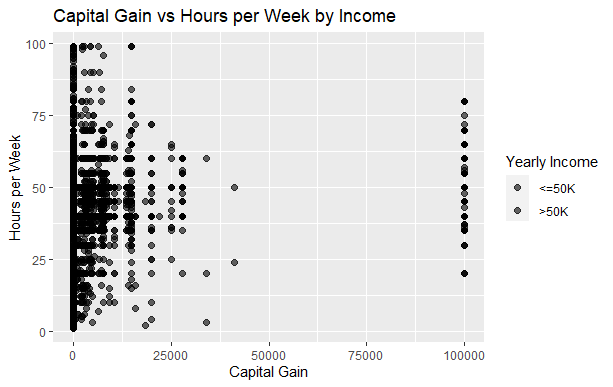 Capital Gain vs Hours per Week by Income
100
75
50
25
0
Hours per Week
0 25000 50000 75000 100000
Capital Gain
Yearly Income
<=50K
>50K